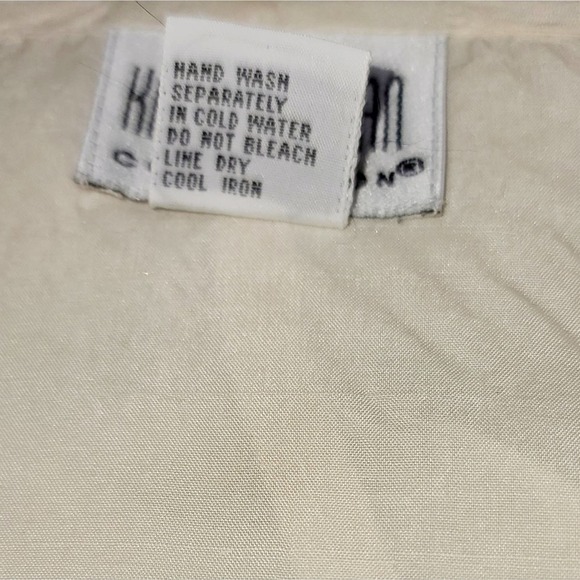 HAND WASH
SEPARATELY
IN COLD WATER
DO NOT BLEACH
LINE DRY
COOL IRON